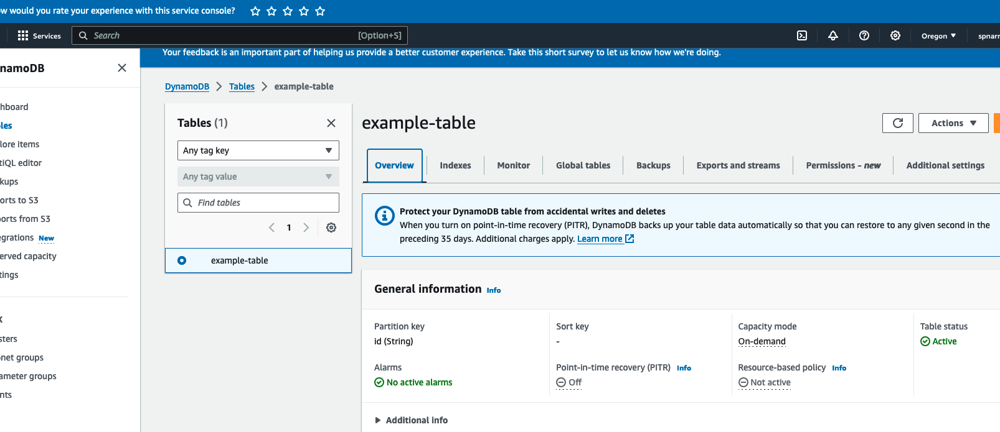 ow would you rate your experience with this service console?
Services
Search
[Option+S]
Oregon
spnarr
Your feedback is an important part of helping us provide a better customer experience. Take this short survey to let us know how we're doing.
namoDB
hboard
les
lore items
tiQL editor
kups
orts to S3
orts from S3
egrations New
erved capacity
tings
sters
net groups
ameter groups
nts
DynamoDB > Tables > example-table
Tables (1)
Any tag key
Any tag value
Find tables
1
example-table
example-table
Actions
Overview
Indexes
Monitor
Global tables
Backups
Exports and streams
Permissions - new
Additional settings
Protect your DynamoDB table from accidental writes and deletes
When you turn on point-in-time recovery (PITR), DynamoDB backs up your table data automatically so that you can restore to any given second in the
preceding 35 days. Additional charges apply. Learn more
General information Info
Partition key
id (String)
Sort key
-
Capacity mode
On-demand
Table status
Active
Alarms
No active alarms
Point-in-time recovery (PITR) Info
Off
Resource-based policy Info
Not active
Additional info